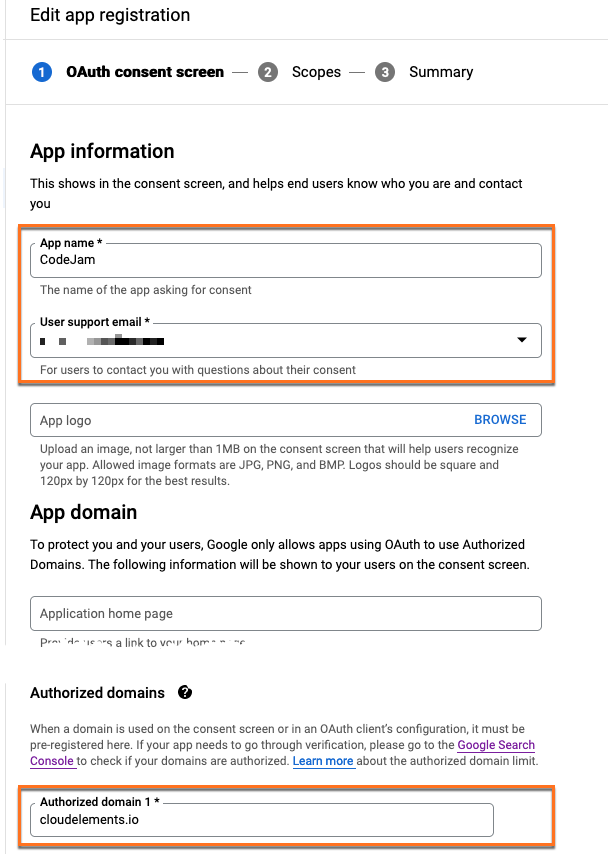 Edit app registration
1 OAuth consent screen — 2 Scopes — 3 Summary
App information
This shows in the consent screen, and helps end users know who you are and contact
you
App name *
CodeJam
The name of the app asking for consent
User support email *
For users to contact you with questions about their consent
App logo BROWSE
Upload an image, not larger than 1MB on the consent screen that will help users recognize
your app. Allowed image formats are JPG, PNG, and BMP. Logos should be square and
120px by 120px for the best results.
App domain
To protect you and your users, Google only allows apps using OAuth to use Authorized
Domains. The following information will be shown to your users on the consent screen.
Application home page
Provide users a link to your home page
Authorized domains ?
When a domain is used on the consent screen or in an OAuth client's configuration, it must be
pre-registered here. If your app needs to go through verification, please go to the Google Search
Console to check if your domains are authorized. Learn more about the authorized domain limit.
Authorized domain 1 *
cloudelements.io